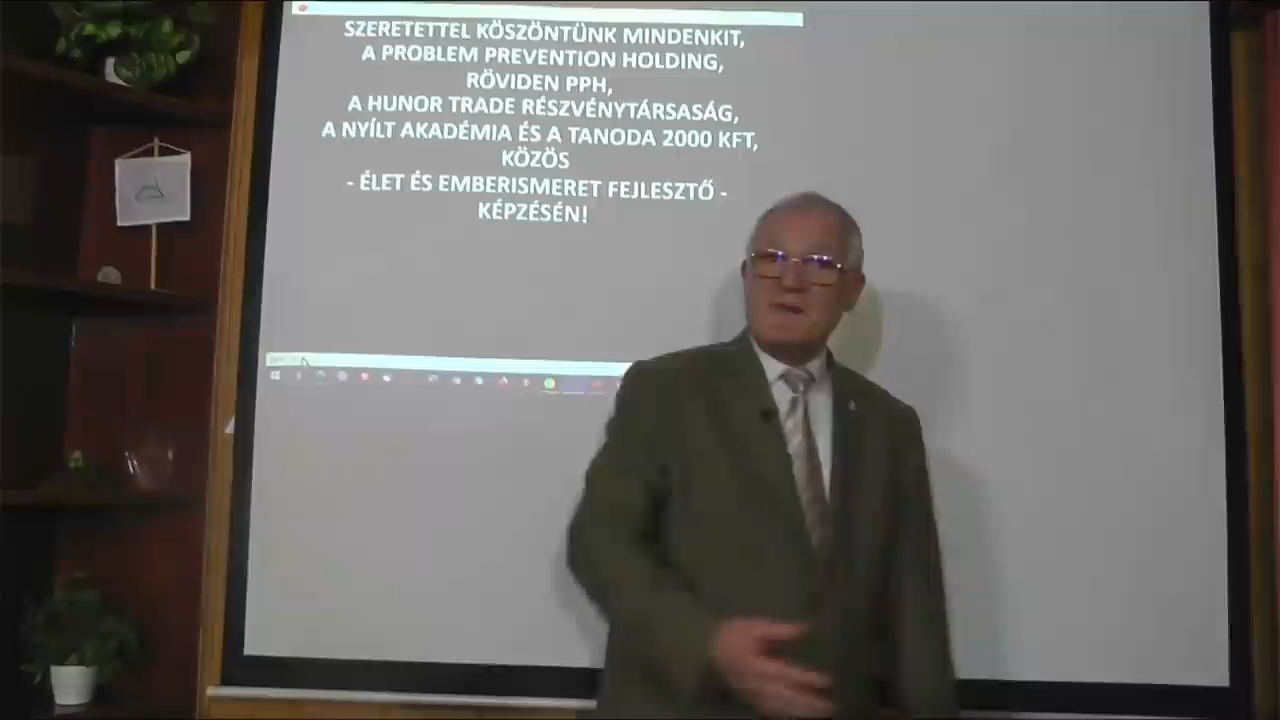 SZERETETTEL KÖSZÖNTÜNK MINDENKIT,
A PROBLEM PREVENTION HOLDING,
RÖVIDEN PPH,
A HUNOR TRADE RÉSZVÉNYTÁRSASÁG,
A NYÍLT AKADÉMIA ÉS A TANODA 2000 KFT,
KÖZÖS
- ÉLET ÉS EMBERISMERET FEJLESZTŐ -
KÉPZÉSÉN!